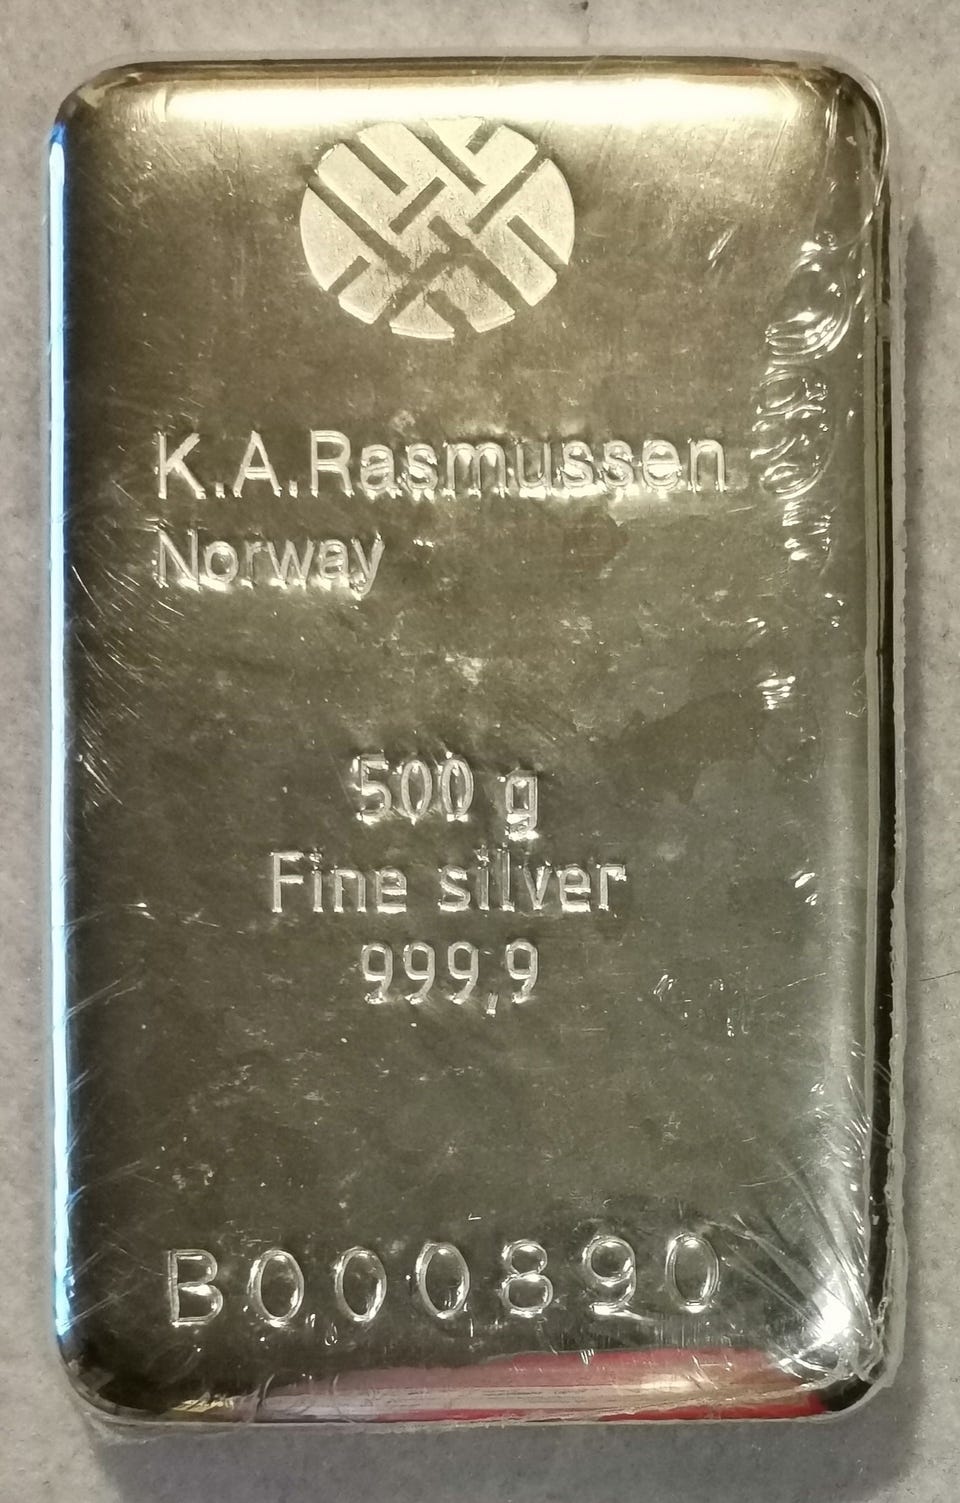 K.A.Rasmussen
Norway
500 g
Fine silver
999,9
B000890